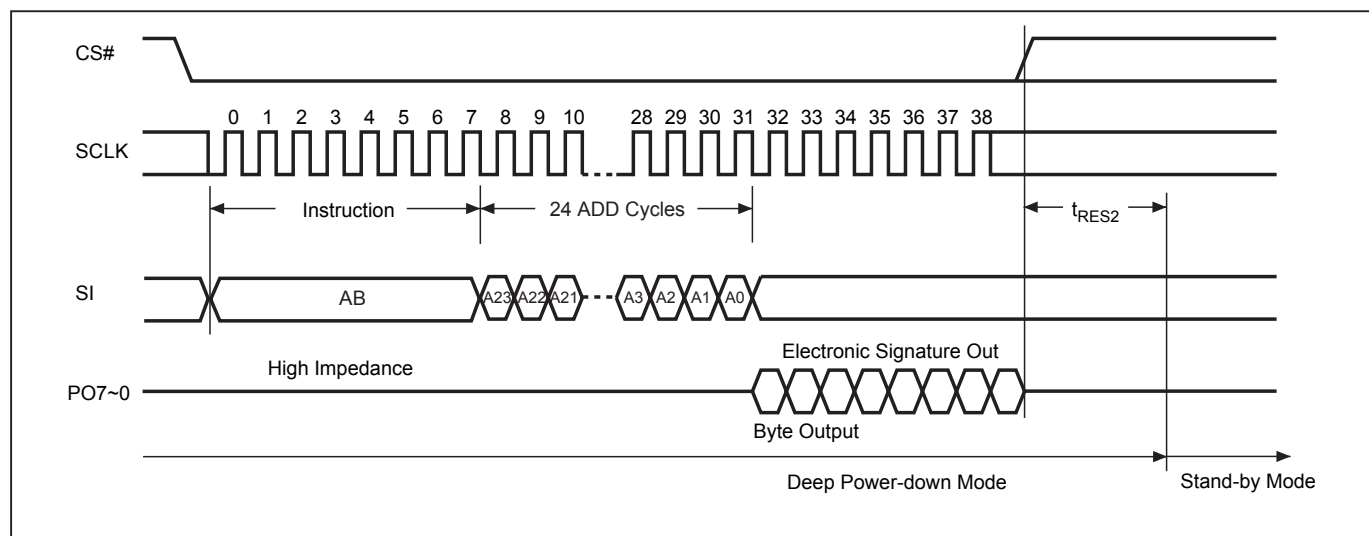 CS#
0 1 2 3 4 5 6 7 8 9 10 28 29 30 31 32 33 34 35 36 37 38
SCLK
Instruction
24 ADD Cycles
tRES2
SI
AB
A23 A22 A21 A3 A2 A1 A0
Electronic Signature Out
High Impedance
PO7~0
Byte Output
Deep Power-down Mode
Stand-by Mode